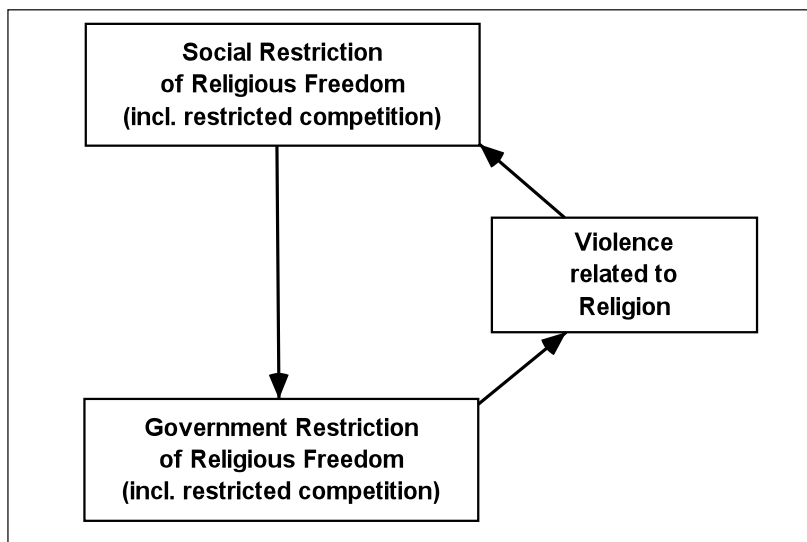 Social Restriction
of Religious Freedom
(incl. restricted competition)
Violence
related to
Religion
Government Restriction
of Religious Freedom
(incl. restricted competition)